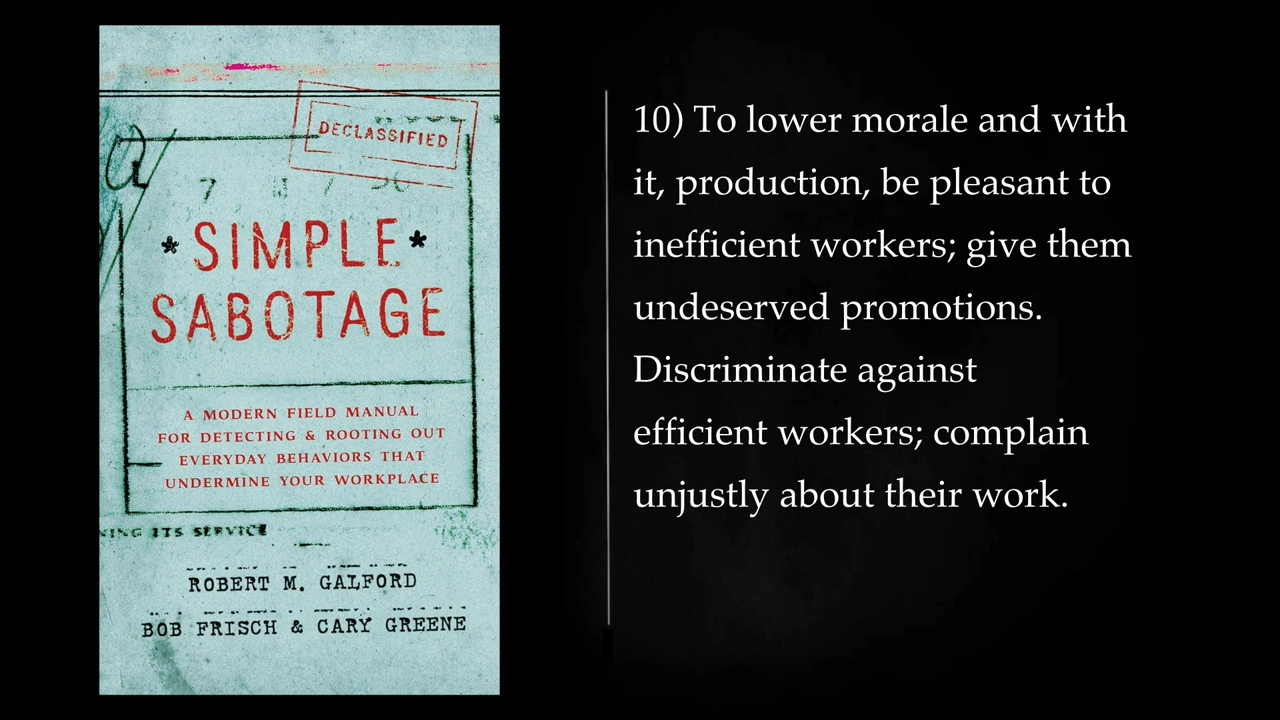 DECLASSIFIED
*SIMPLE*
SABOTAGE
A MODERN FIELD MANUAL
FOR DETECTING & ROOTING OUT
EVERYDAY BEHAVIORS THAT
UNDERMINE YOUR WORKPLACE
ITS SERVICE
ROBERT M. GALFORD
BOB FRISCH & CARY GREENE
10) To lower morale and with
it, production, be pleasant to
inefficient workers; give them
undeserved promotions.
Discriminate against
efficient workers; complain
unjustly about their work.